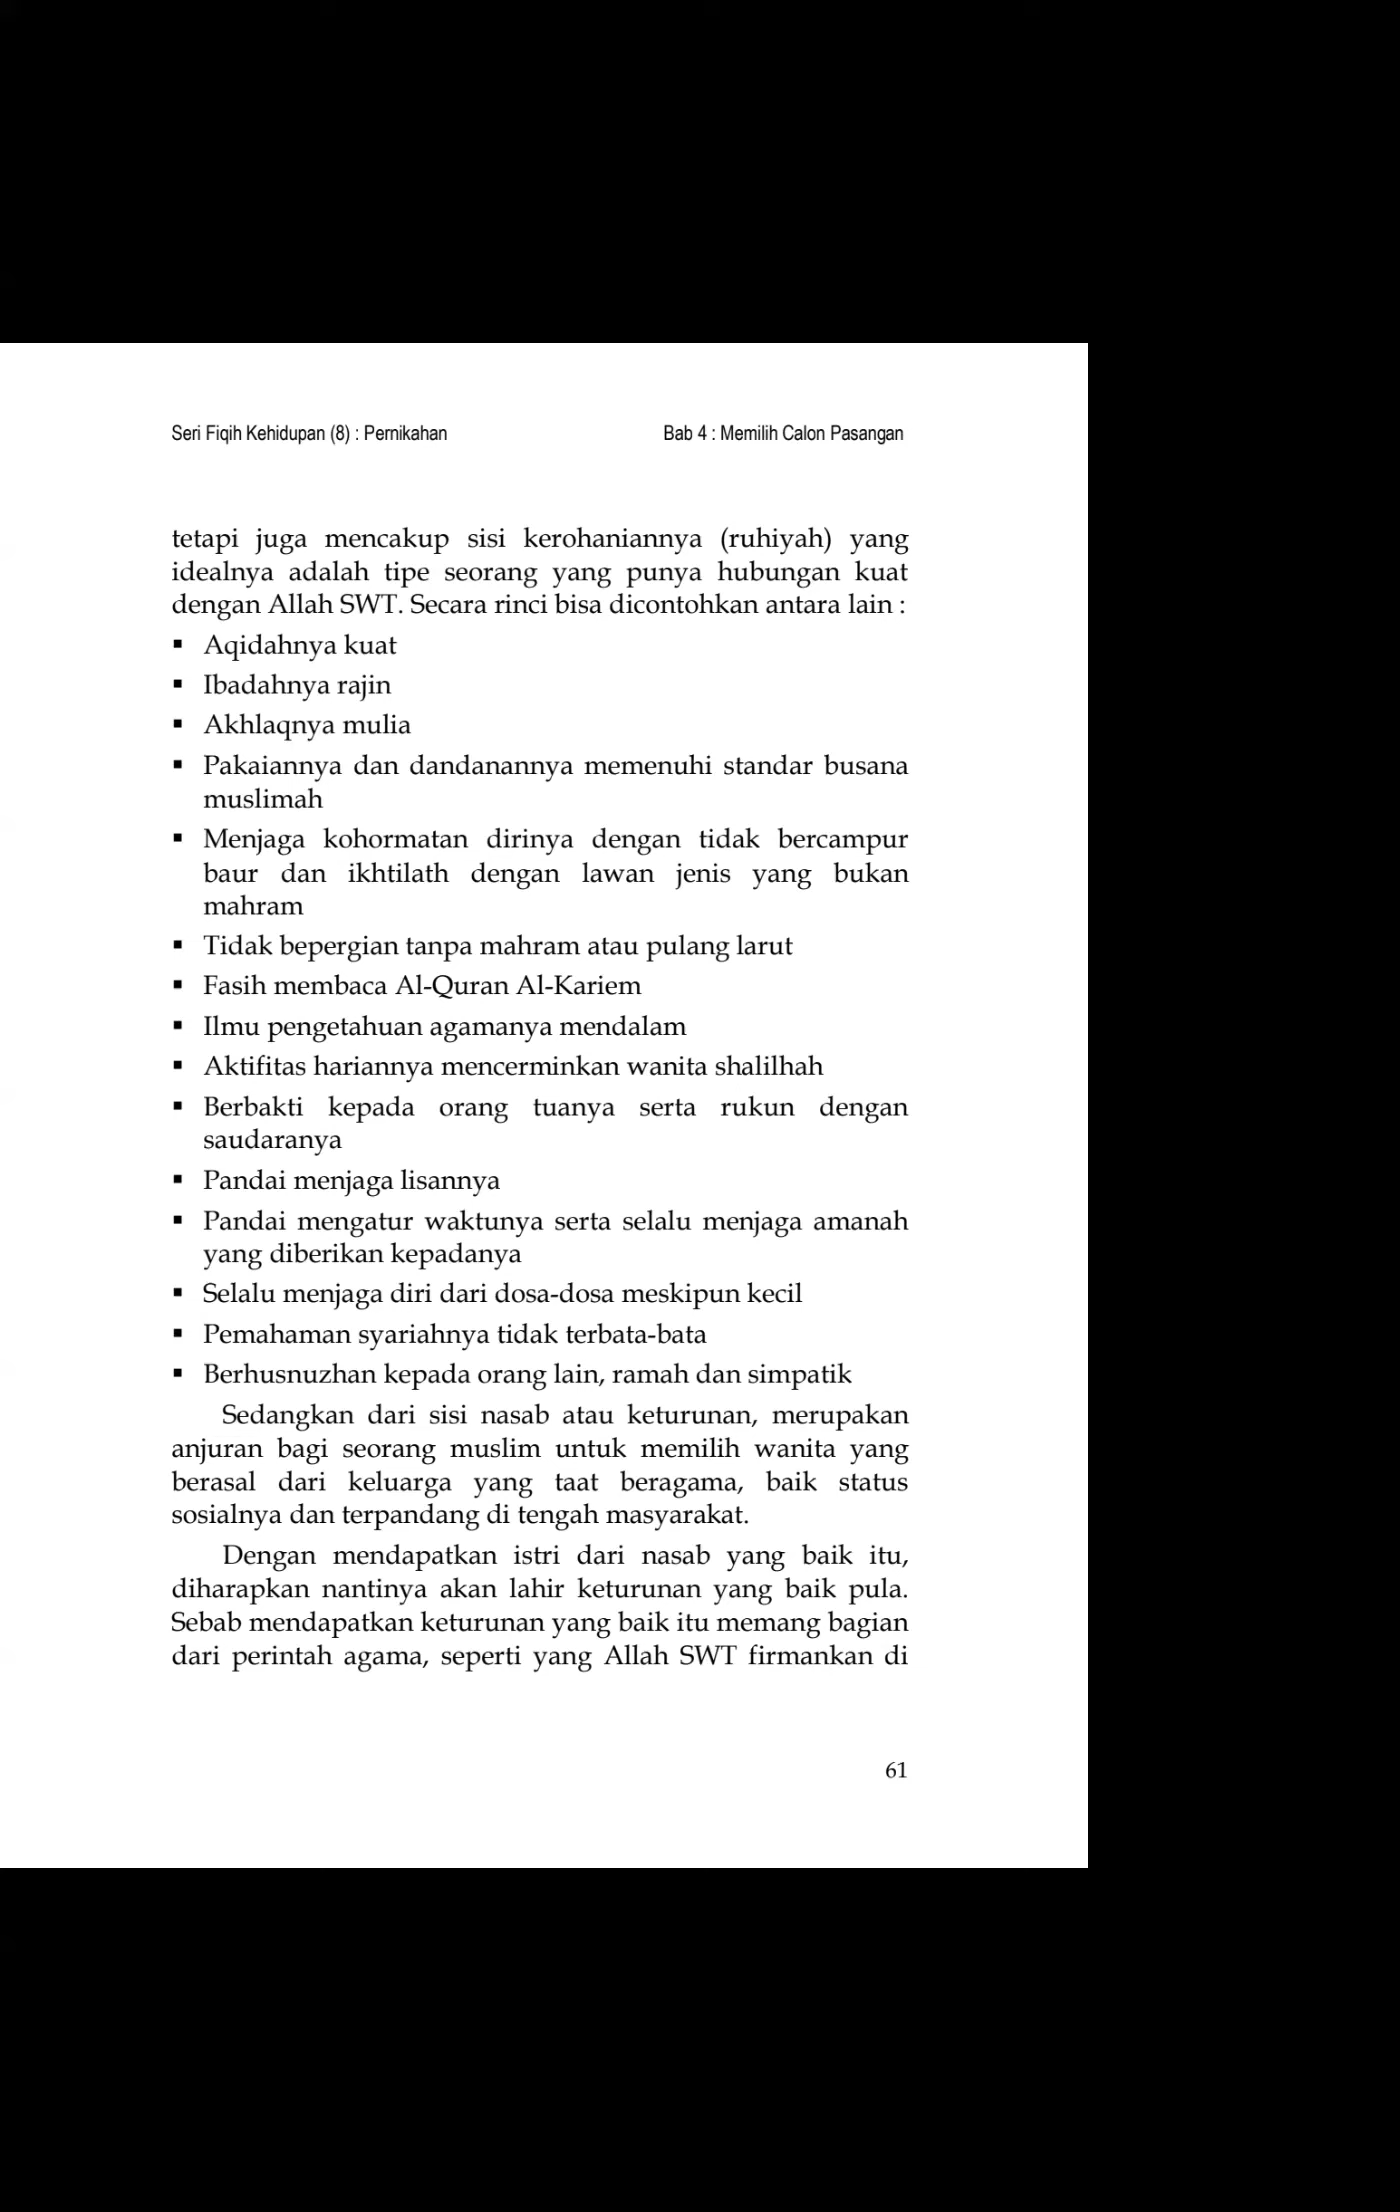 Seri Fiqih Kehidupan (8) : Pernikahan Bab 4 : Memilih Calon Pasangan
tetapi juga mencakup sisi kerohaniannya (ruhiyah) yang
idealnya adalah tipe seorang yang punya hubungan kuat
dengan Allah SWT. Secara rinci bisa dicontohkan antara lain :
▪ Aqidahnya kuat
▪ Ibadahnya rajin
▪ Akhlaqnya mulia
▪ Pakaiannya dan dandanannya memenuhi standar busana
muslimah
▪ Menjaga kohormatan dirinya dengan tidak bercampur
baur dan ikhtilath dengan lawan jenis yang bukan
mahram
▪ Tidak bepergian tanpa mahram atau pulang larut
▪ Fasih membaca Al-Quran Al-Kariem
▪ Ilmu pengetahuan agamanya mendalam
▪ Aktifitas hariannya mencerminkan wanita shalilhah
▪ Berbakti kepada orang tuanya serta rukun dengan
saudaranya
▪ Pandai menjaga lisannya
▪ Pandai mengatur waktunya serta selalu menjaga amanah
yang diberikan kepadanya
▪ Selalu menjaga diri dari dosa-dosa meskipun kecil
▪ Pemahaman syariahnya tidak terbata-bata
▪ Berhusnuzhan kepada orang lain, ramah dan simpatik
Sedangkan dari sisi nasab atau keturunan, merupakan
anjuran bagi seorang muslim untuk memilih wanita yang
berasal dari keluarga yang taat beragama, baik status
sosialnya dan terpandang di tengah masyarakat.
Dengan mendapatkan istri dari nasab yang baik itu,
diharapkan nantinya akan lahir keturunan yang baik pula.
Sebab mendapatkan keturunan yang baik itu memang bagian
dari perintah agama, seperti yang Allah SWT firmankan di
61